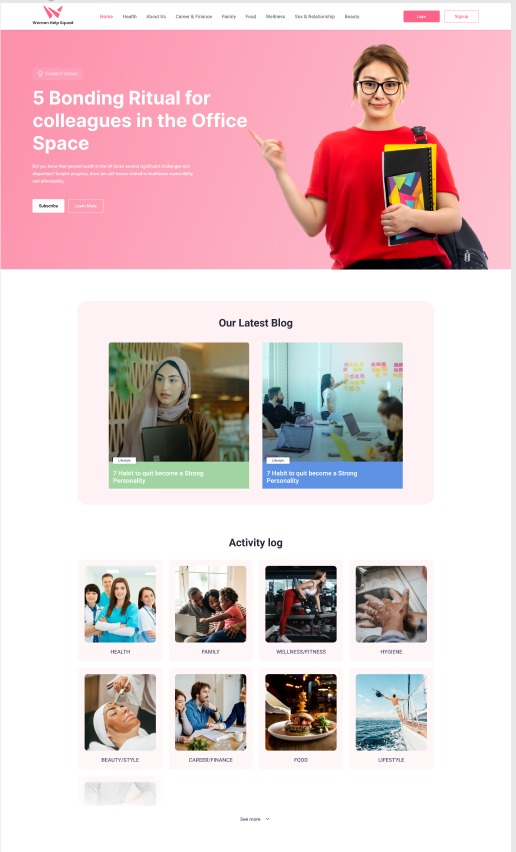 Women Help Squad
Home Health About Us Career & Finance Family Food Wellness Sex & Relationship Beauty Login Signup
Career/Finance
5 Bonding Ritual for
colleagues in the Office
Space
Did you know that general health in the UK faces several significant challenges and
disparities? Despite progress, there are still issues related to healthcare accessibility
and affordability.
Subscribe Learn More
Our Latest Blog
Lifestyle Lifestyle
7 Habit to quit become a Strong
Personality
7 Habit to quit become a Strong
Personality
Activity log
HEALTH FAMILY WELLNESS/FITNESS HYGIENE
BEAUTY/STYLE CAREER/FINANCE FOOD LIFESTYLE
See more